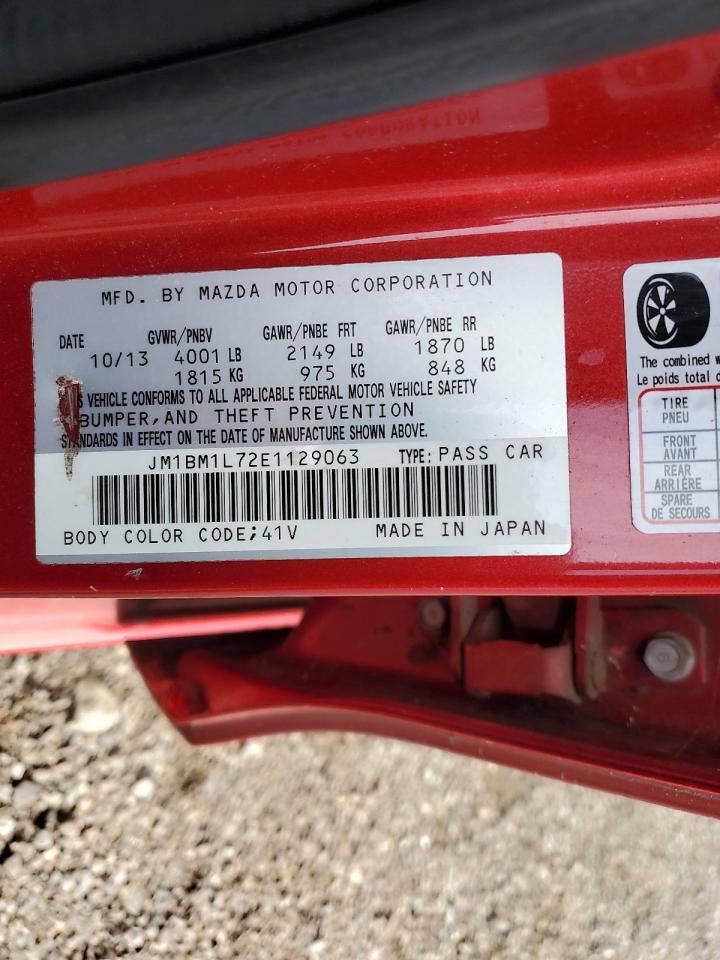 MFD. BY MAZDA MOTOR CORPORATION
DATE GVWR/PNBV GAWR/PNBE FRT GAWR/PNBE RR
10/13 4001 LB 2149 LB 1870 LB
1815 KG 975 KG 848 KG
VEHICLE CONFORMS TO ALL APPLICABLE FEDERAL MOTOR VEHICLE SAFETY
BUMPER, AND THEFT PREVENTION
STANDARDS IN EFFECT ON THE DATE OF MANUFACTURE SHOWN ABOVE.
JM1BM1L72E1129063 TYPE: PASS CAR
BODY COLOR CODE;41V MADE IN JAPAN
The combined
Le poids total
TIRE
PNEU
FRONT
AVANT
REAR
ARRIÈRE
SPARE
DE SECOURS